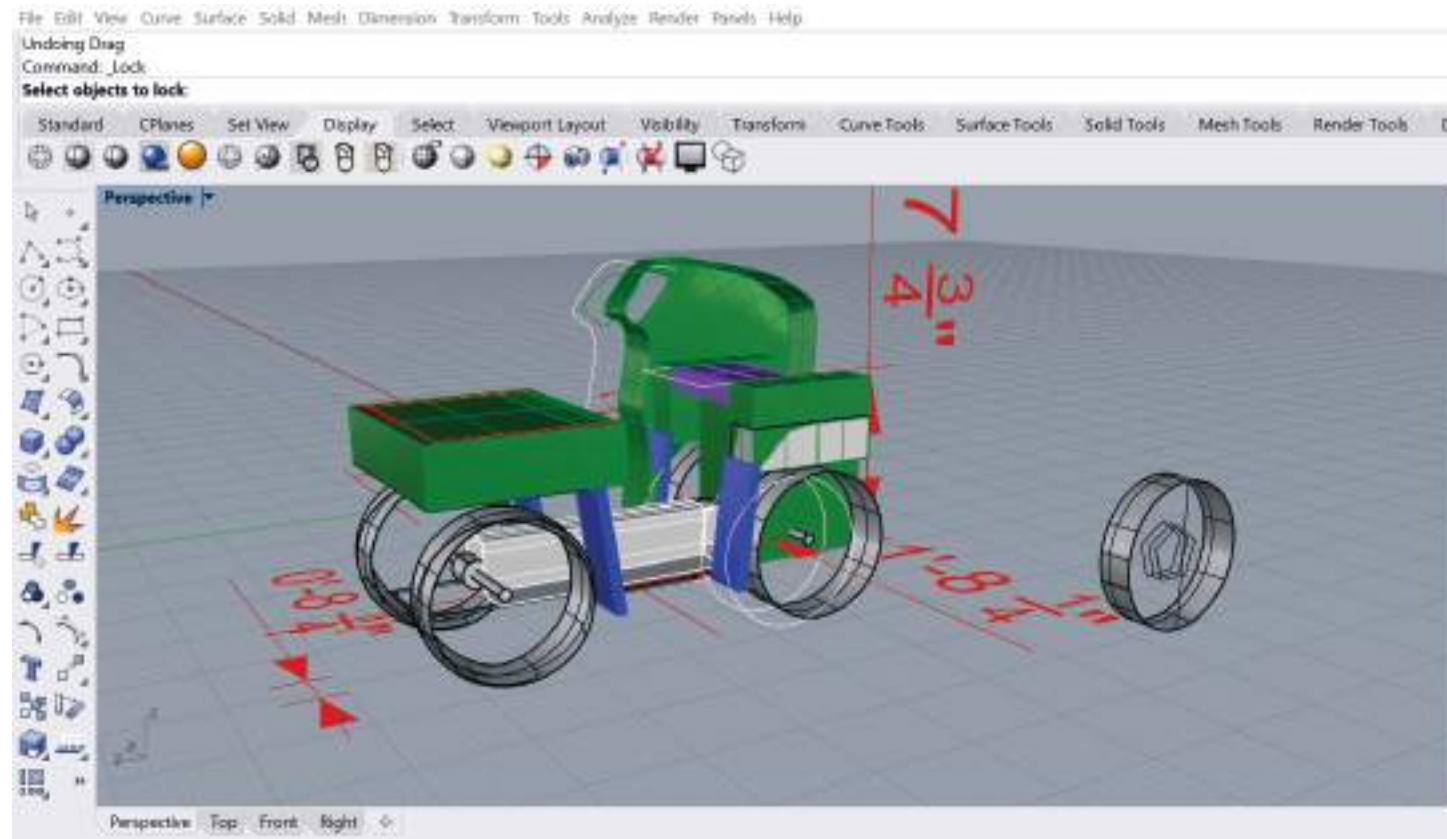 File Edit View Curve Surface Solid Mesh Dimension Transform Tools Analyze Render Panels Help
Undoing Drag
Command: _Lock
Select objects to lock:
Standard CPlanes Set View Display Select Viewport Layout Visibility Transform Curve Tools Surface Tools Solid Tools Mesh Tools Render Tools
Perspective
7 3/4"
1'-8 1/4"
Perspective Top Front Right